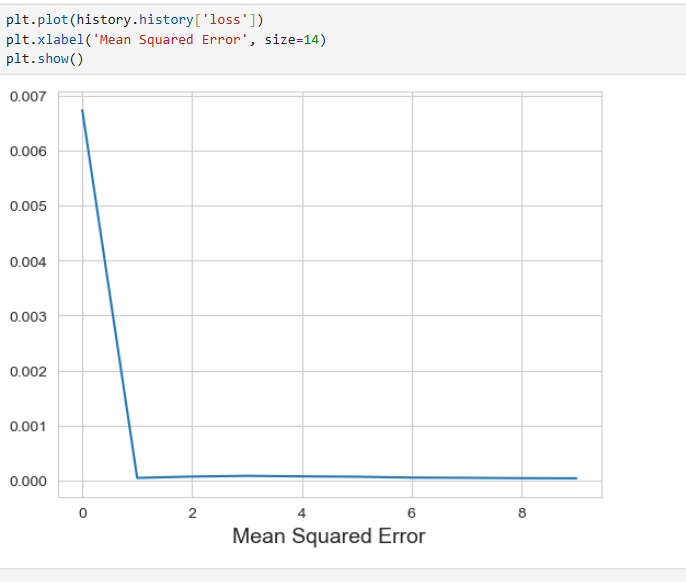 plt.plot(history.history['loss'])
plt.xlabel('Mean Squared Error', size=14)
plt.show()
0.007
0.006
0.005
0.004
0.003
0.002
0.001
0.000
0 2 4 6 8
Mean Squared Error